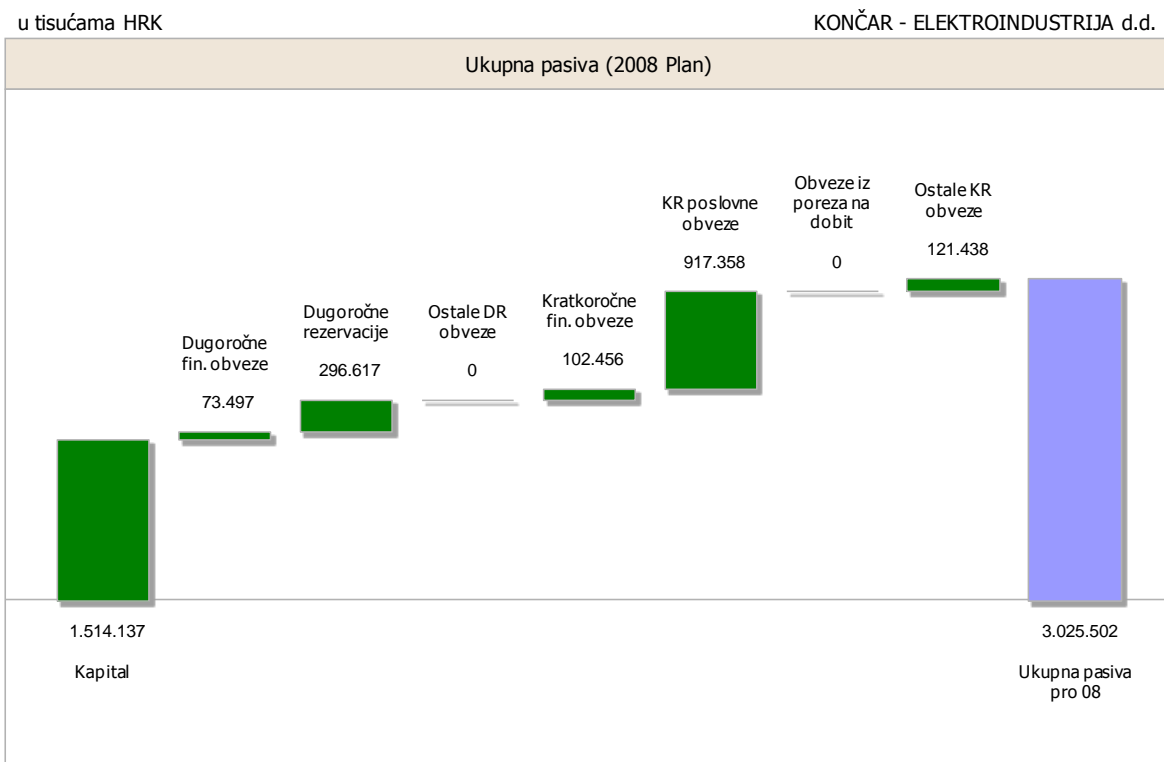 u tisućama HRK
KONČAR - ELEKTROINDUSTRIJA d.d.
Ukupna pasiva (2008 Plan)
Kapital
1.514.137
Dugoročne
fin. obveze
73.497
Dugoročne
rezervacije
296.617
Ostale DR
obveze
0
Kratkoročne
fin. obveze
102.456
KR poslovne
obveze
917.358
Obveze iz
poreza na
dobit
0
Ostale KR
obveze
121.438
3.025.502
Ukupna pasiva
pro 08